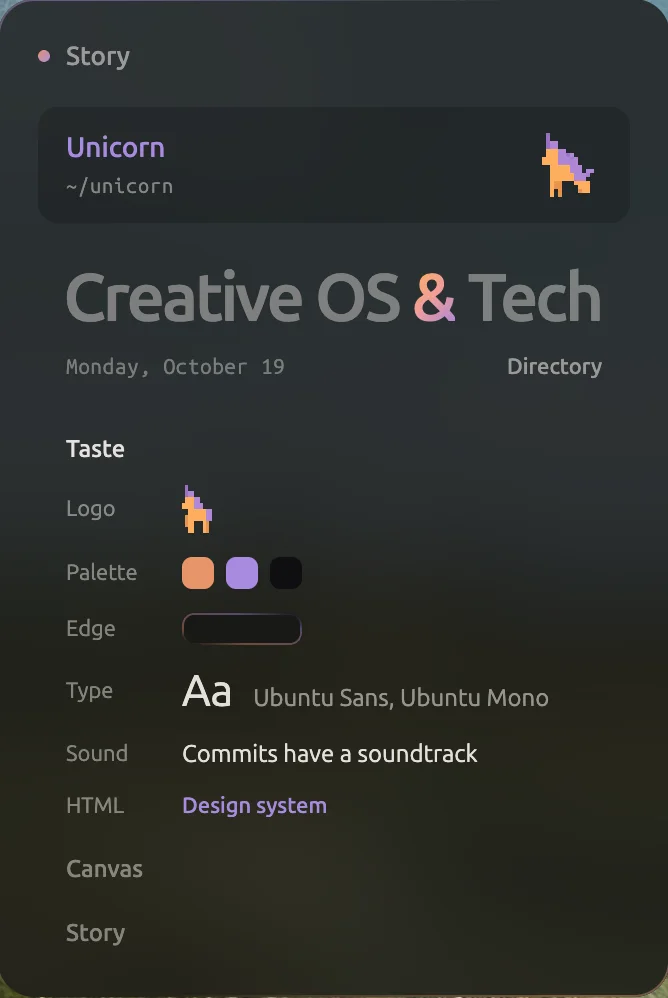 Story
Unicorn
~/unicorn
Creative OS & Tech
Monday, October 19
Directory
Taste
Logo
Palette
Edge
Type Aa Ubuntu Sans, Ubuntu Mono
Sound Commits have a soundtrack
HTML Design system
Canvas
Story